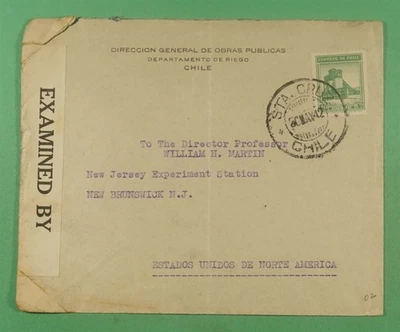 DIRECCION GENERAL DE OBRAS PUBLICAS
DEPARTAMENTO DE RIEGO
CHILE
CORREOS DE CHILE
STA. CRUZ
CHILE
EXAMINED BY
To The Director Professor
WILLIAM H. MARTIN
New Jersey Experiment Station
NEW BRUNSWICK N.J.
ESTADOS UNIDOS DE NORTE AMERICA
02